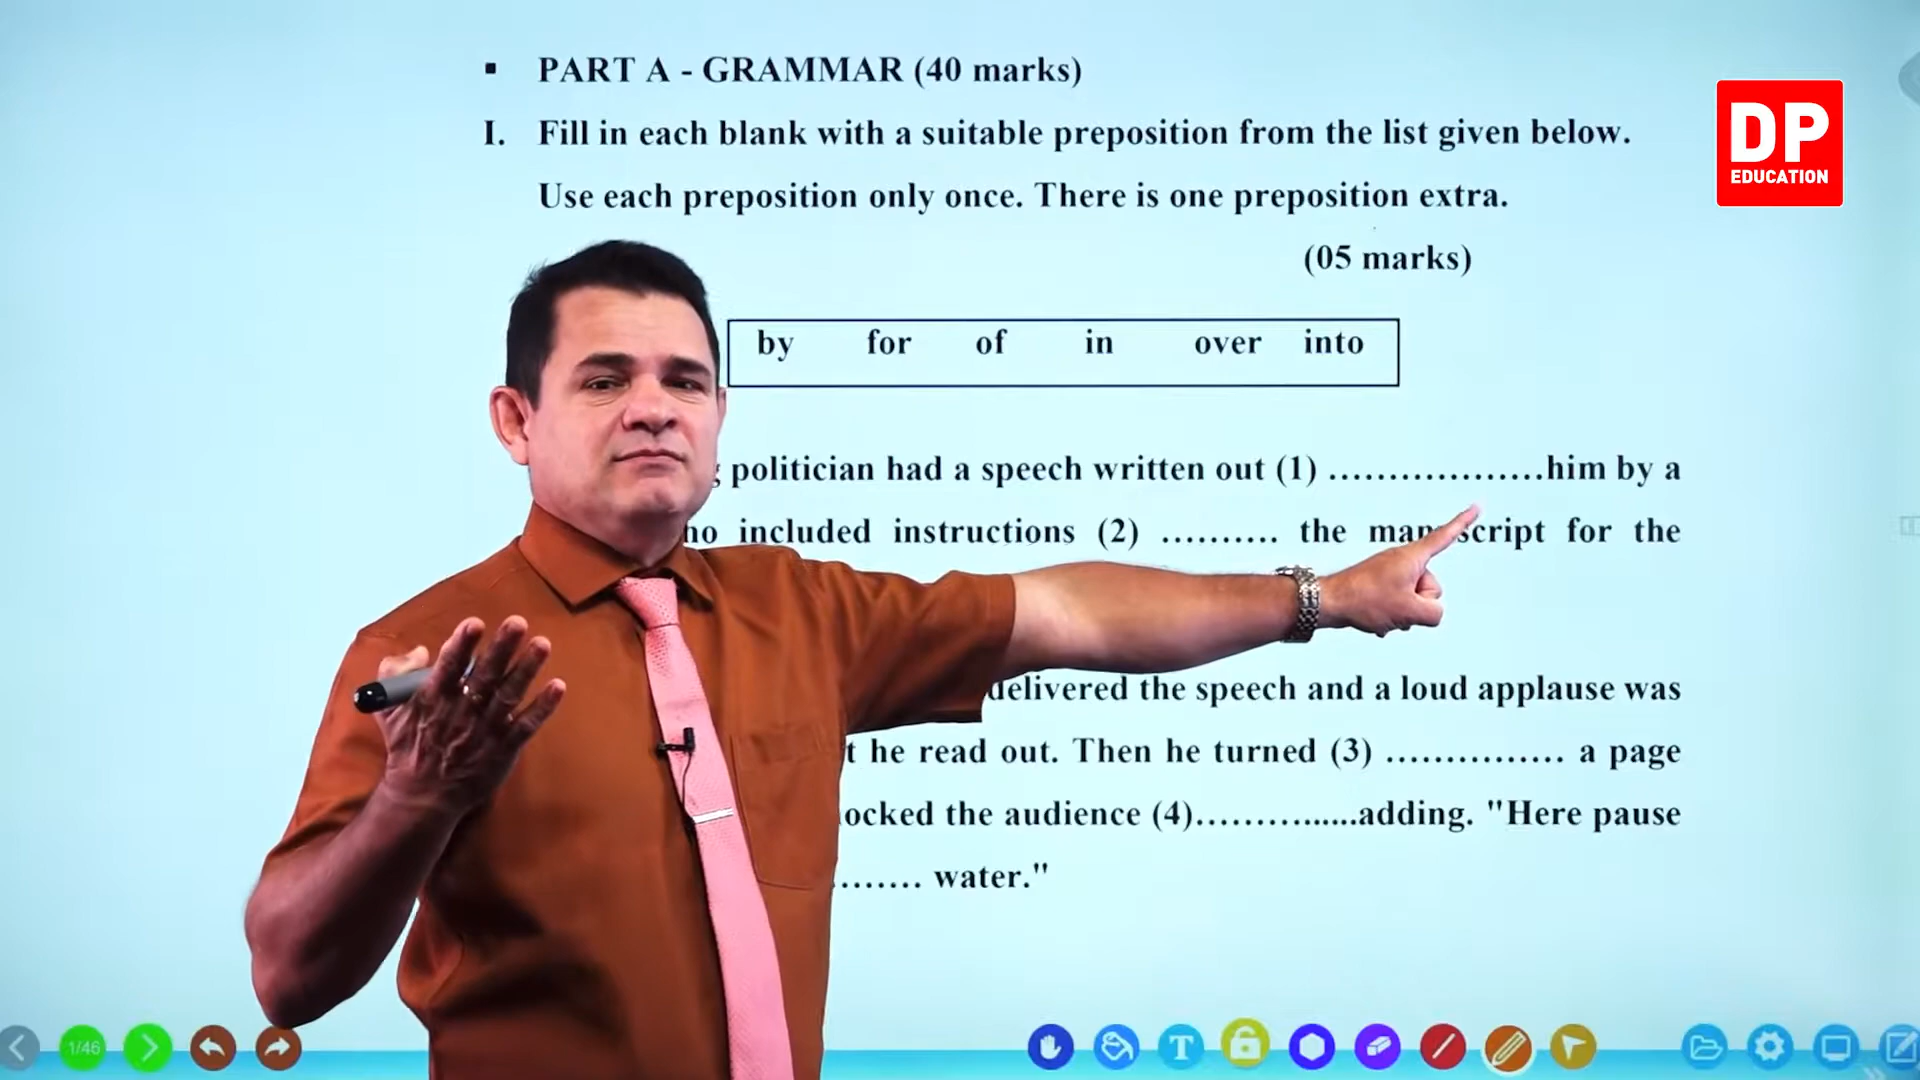 PART A - GRAMMAR (40 marks)
DP
EDUCATION
I. Fill in each blank with a suitable preposition from the list given below.
Use each preposition only once. There is one preposition extra.
(05 marks)
by for of in over into
politician had a speech written out (1) ..................him by a
included instructions (2) .......... the manuscript for the
delivered the speech and a loud applause was
he read out. Then he turned (3) ............... a page
the audience (4)...............adding. "Here pause
........ water."
1/46
T